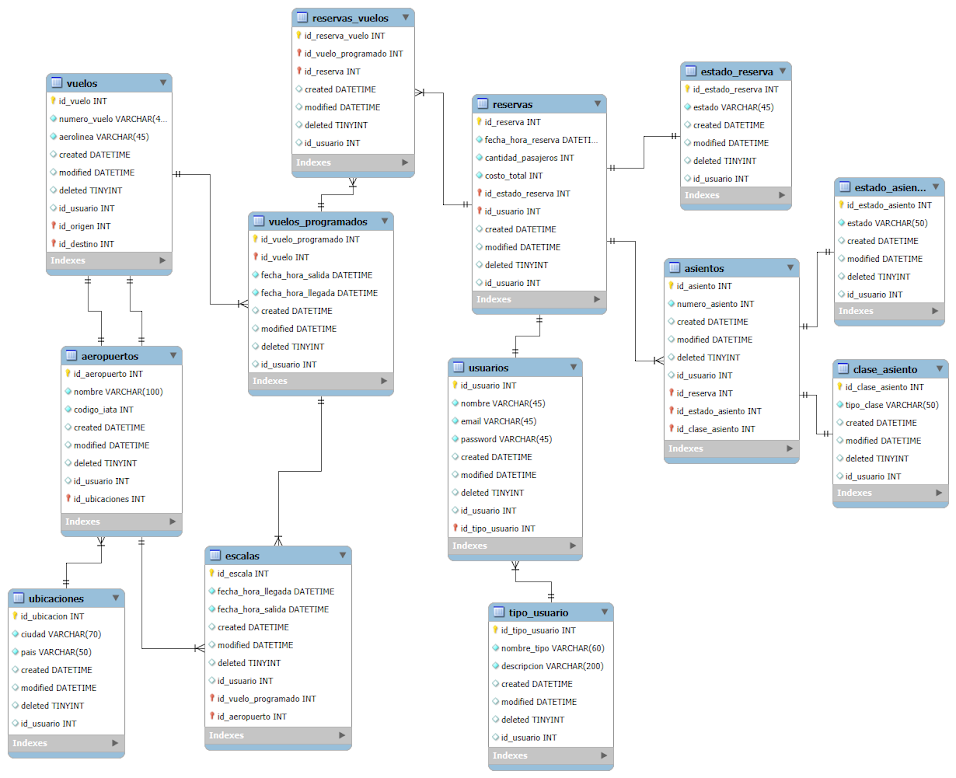 reservas_vuelos
id_reserva_vuelo INT
id_vuelo_programado INT
id_reserva INT
created DATETIME
modified DATETIME
deleted TINYINT
id_usuario INT
Indexes
vuelos
id_vuelo INT
numero_vuelo VARCHAR(4...
aerolinea VARCHAR(45)
created DATETIME
modified DATETIME
deleted TINYINT
id_usuario INT
id_origen INT
id_destino INT
Indexes
reservas
id_reserva INT
fecha_hora_reserva DATETI...
cantidad_pasajeros INT
costo_total INT
id_estado_reserva INT
id_usuario INT
created DATETIME
modified DATETIME
deleted TINYINT
id_usuario INT
Indexes
estado_reserva
id_estado_reserva INT
estado VARCHAR(45)
created DATETIME
modified DATETIME
deleted TINYINT
id_usuario INT
Indexes
estado_asien...
id_estado_asiento INT
estado VARCHAR(50)
created DATETIME
modified DATETIME
deleted TINYINT
id_usuario INT
Indexes
vuelos_programados
id_vuelo_programado INT
id_vuelo INT
fecha_hora_salida DATETIME
fecha_hora_llegada DATETIME
created DATETIME
modified DATETIME
deleted TINYINT
id_usuario INT
Indexes
asientos
id_asiento INT
numero_asiento INT
created DATETIME
modified DATETIME
deleted TINYINT
id_usuario INT
id_reserva INT
id_estado_asiento INT
id_clase_asiento INT
Indexes
aeropuertos
id_aeropuerto INT
nombre VARCHAR(100)
codigo_iata INT
created DATETIME
modified DATETIME
deleted TINYINT
id_usuario INT
id_ubicaciones INT
Indexes
usuarios
id_usuario INT
nombre VARCHAR(45)
email VARCHAR(45)
password VARCHAR(45)
created DATETIME
modified DATETIME
deleted TINYINT
id_usuario INT
id_tipo_usuario INT
Indexes
clase_asiento
id_clase_asiento INT
tipo_clase VARCHAR(50)
created DATETIME
modified DATETIME
deleted TINYINT
id_usuario INT
Indexes
escalas
id_escala INT
fecha_hora_llegada DATETIME
fecha_hora_salida DATETIME
created DATETIME
modified DATETIME
deleted TINYINT
id_usuario INT
id_vuelo_programado INT
id_aeropuerto INT
Indexes
ubicaciones
id_ubicacion INT
ciudad VARCHAR(70)
pais VARCHAR(50)
created DATETIME
modified DATETIME
deleted TINYINT
id_usuario INT
Indexes
tipo_usuario
id_tipo_usuario INT
nombre_tipo VARCHAR(60)
descripcion VARCHAR(200)
created DATETIME
modified DATETIME
deleted TINYINT
id_usuario INT
Indexes